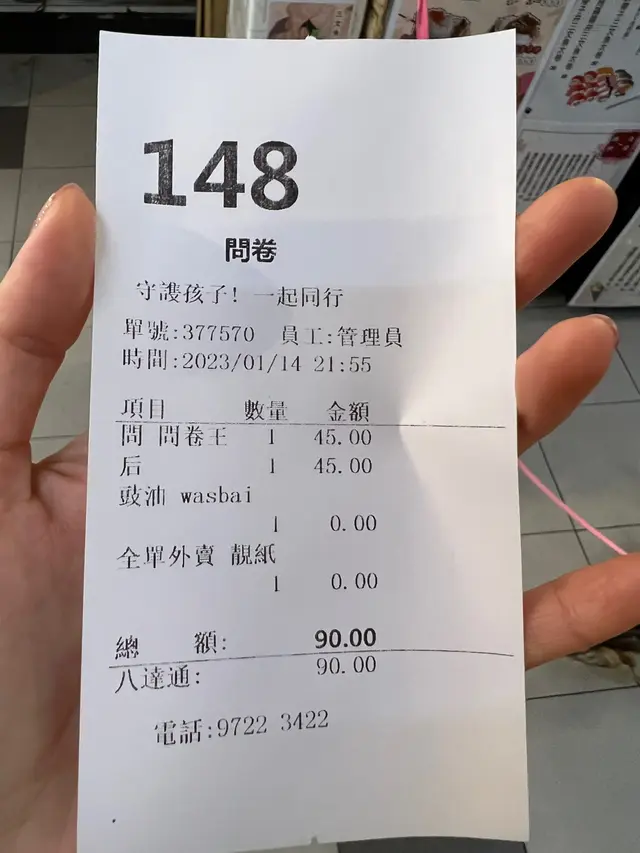 148
問卷
守護孩子! 一起同行
單號:377570 員工:管理員
時間:2023/01/14 21:55
項目 數量 金額
問 問卷王 1 45.00
后 1 45.00
豉油 wasbai
1 0.00
全單外賣 靚紙
1 0.00
總 額: 90.00
八達通: 90.00
電話:9722 3422